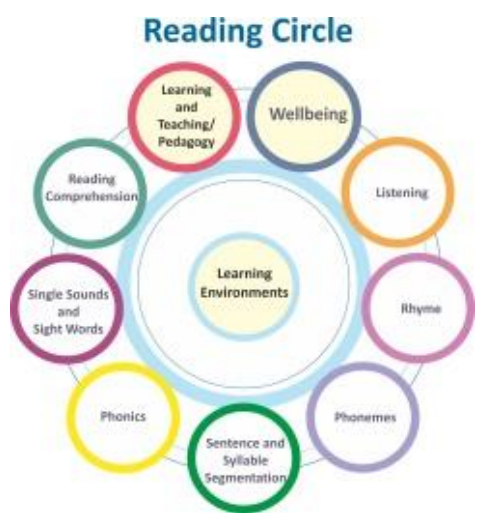 Reading Circle
Learning
and
Teaching/
Pedagogy
Wellbeing
Listening
Rhyme
Phonemes
Sentence and
Syllable
Segmentation
Phonics
Single Sounds
and
Sight Words
Reading
Comprehension
Learning
Environments